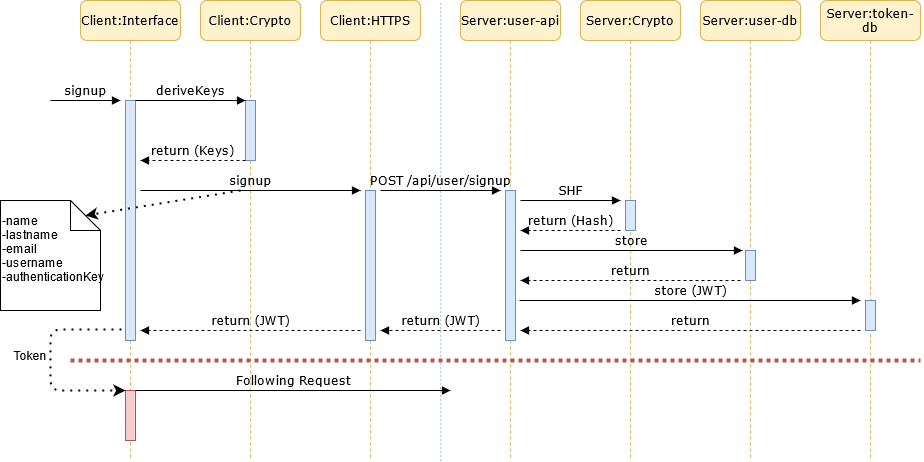 Client:Interface
Client:Crypto
Client:HTTPS
Server:user-api
Server:Crypto
Server:user-db
Server:token-
db
signup
deriveKeys
return (Keys)
signup
POST /api/user/signup
SHF
-name
-lastname
-email
-username
-authenticationKey
return (Hash)
store
return
store (JWT)
return (JWT)
return (JWT)
return
Token
Following Request